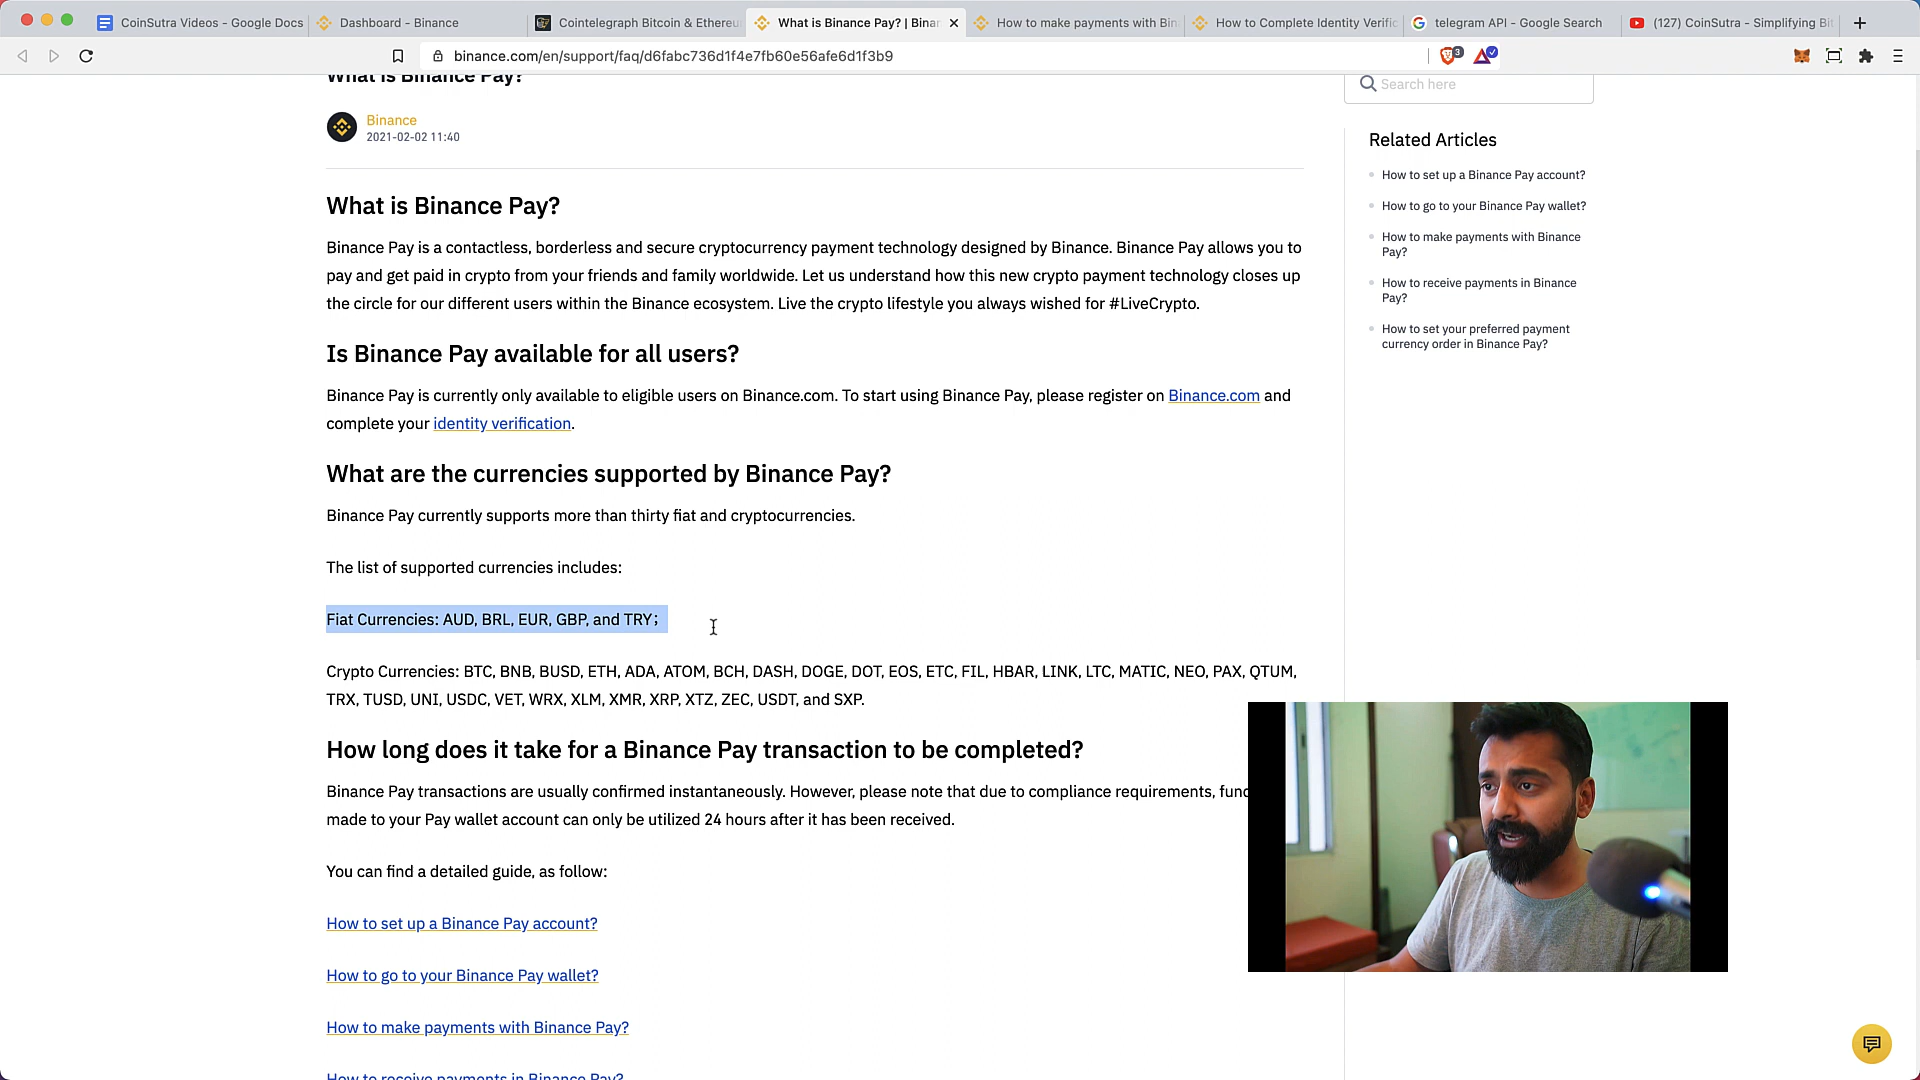 CoinSutra Videos - Google Docs
Dashboard - Binance
Cointelegraph Bitcoin & Ethereu
What is Binance Pay? | Binan
How to make payments with Bin
How to Complete Identity Verific
telegram API - Google Search
(127) CoinSutra - Simplifying Bi
binance.com/en/support/faq/d6fabc736d1f4e7fb60e56afe6d1f3b9
3
What is Binance Pay?
Search here
Binance
2021-02-02 11:40
What is Binance Pay?
Binance Pay is a contactless, borderless and secure cryptocurrency payment technology designed by Binance. Binance Pay allows you to
pay and get paid in crypto from your friends and family worldwide. Let us understand how this new crypto payment technology closes up
the circle for our different users within the Binance ecosystem. Live the crypto lifestyle you always wished for #LiveCrypto.
Is Binance Pay available for all users?
Binance Pay is currently only available to eligible users on Binance.com. To start using Binance Pay, please register on Binance.com and
complete your identity verification.
What are the currencies supported by Binance Pay?
Binance Pay currently supports more than thirty fiat and cryptocurrencies.
The list of supported currencies includes:
Fiat Currencies: AUD, BRL, EUR, GBP, and TRY;
Crypto Currencies: BTC, BNB, BUSD, ETH, ADA, ATOM, BCH, DASH, DOGE, DOT, EOS, ETC, FIL, HBAR, LINK, LTC, MATIC, NEO, PAX, QTUM,
TRX, TUSD, UNI, USDC, VET, WRX, XLM, XMR, XRP, XTZ, ZEC, USDT, and SXP.
How long does it take for a Binance Pay transaction to be completed?
Binance Pay transactions are usually confirmed instantaneously. However, please note that due to compliance requirements, func
made to your Pay wallet account can only be utilized 24 hours after it has been received.
You can find a detailed guide, as follow:
How to set up a Binance Pay account?
How to go to your Binance Pay wallet?
How to make payments with Binance Pay?
How to receive payments in Binance Pay?
Related Articles
How to set up a Binance Pay account?
How to go to your Binance Pay wallet?
How to make payments with Binance
Pay?
How to receive payments in Binance
Pay?
How to set your preferred payment
currency order in Binance Pay?